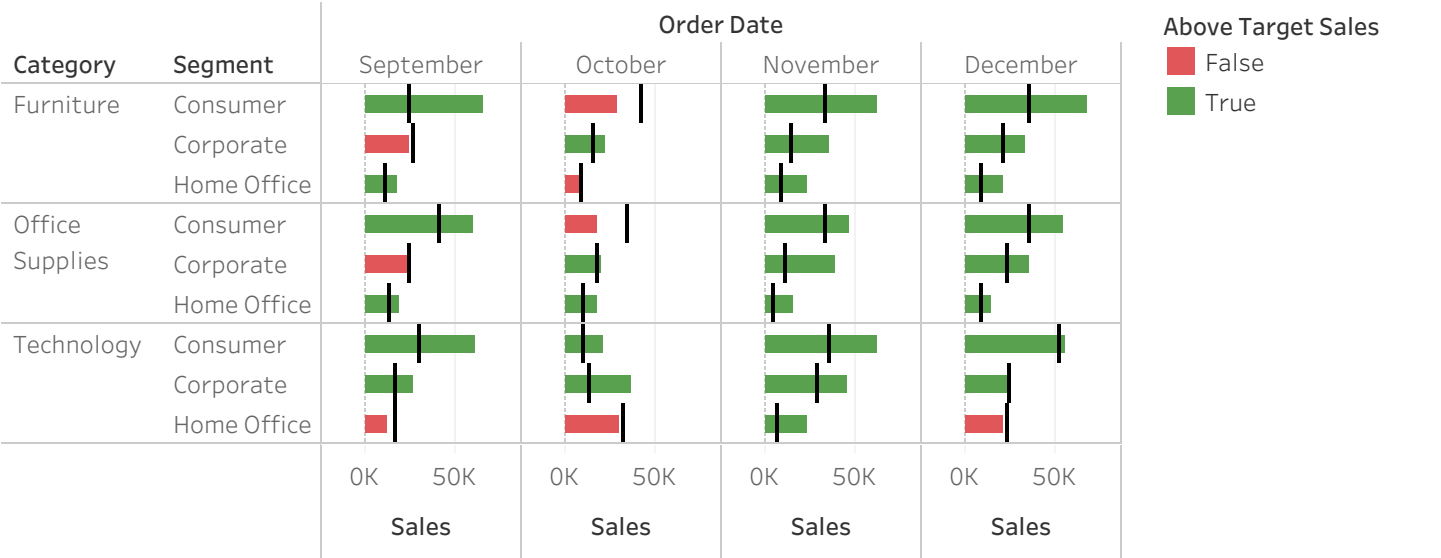 Order Date
Above Target Sales
Category Segment September October November December
False
True
Furniture Consumer
Corporate
Home Office
Office Consumer
Supplies Corporate
Home Office
Technology Consumer
Corporate
Home Office
0K 50K 0K 50K 0K 50K 0K 50K
Sales Sales Sales Sales